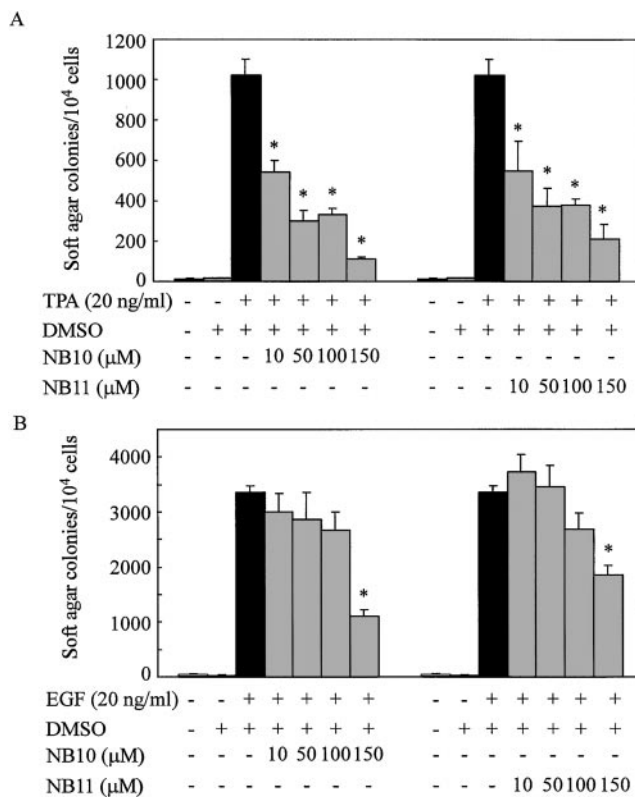 A
Soft agar colonies/10⁴ cells
1200
1000
800
600
400
200
0
* * * *
* * * *
TPA (20 ng/ml) - - + + + + + - - + + + + +
DMSO - + + + + + + - + + + + + +
NB10 (μM) - - - 10 50 100 150 - - - - - - -
NB11 (μM) - - - - - - - - - - 10 50 100 150
B
Soft agar colonies/10⁴ cells
4000
3000
2000
1000
0
*
*
EGF (20 ng/ml) - - + + + + + - - + + + + +
DMSO - + + + + + + - + + + + + +
NB10 (μM) - - - 10 50 100 150 - - - - - - -
NB11 (μM) - - - - - - - - - - 10 50 100 150